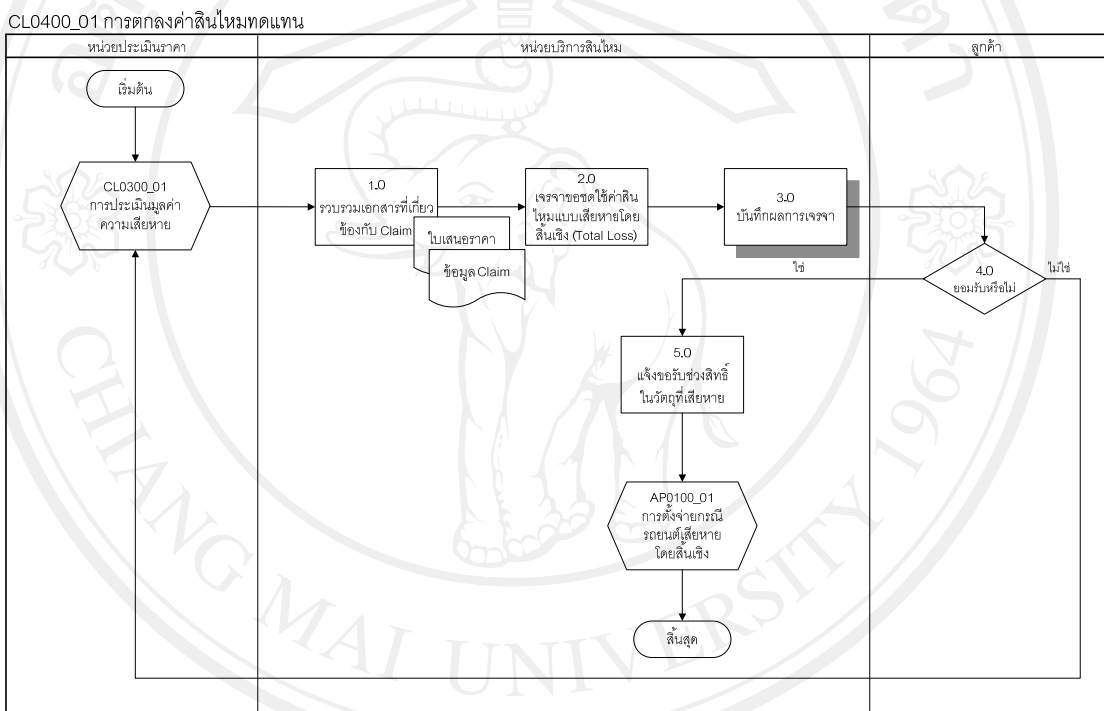 CL0400_01 การตกลงค่าสินไหมทดแทน
หน่วยประเมินราคา
หน่วยบริการสินไหม
ลูกค้า
เริ่มต้น
CL0300_01
การประเมินมูลค่า
ความเสียหาย
1.0
รวบรวมเอกสารที่เกี่ยว
ข้องกับ Claim
ใบเสนอราคา
ข้อมูล Claim
2.0
เจรจาขอชดใช้ค่าสิน
ไหมแบบเสียหายโดย
สิ้นเชิง (Total Loss)
3.0
บันทึกผลการเจรจา
4.0
ยอมรับหรือไม่
ใช่
ไม่ใช่
5.0
แจ้งขอรับช่วงสิทธิ์
ในวัตถุที่เสียหาย
AP0100_01
การตั้งจ่ายกรณี
รถยนต์เสียหาย
โดยสิ้นเชิง
สิ้นสุด
CHIANG MAI UNIVERSITY 1964